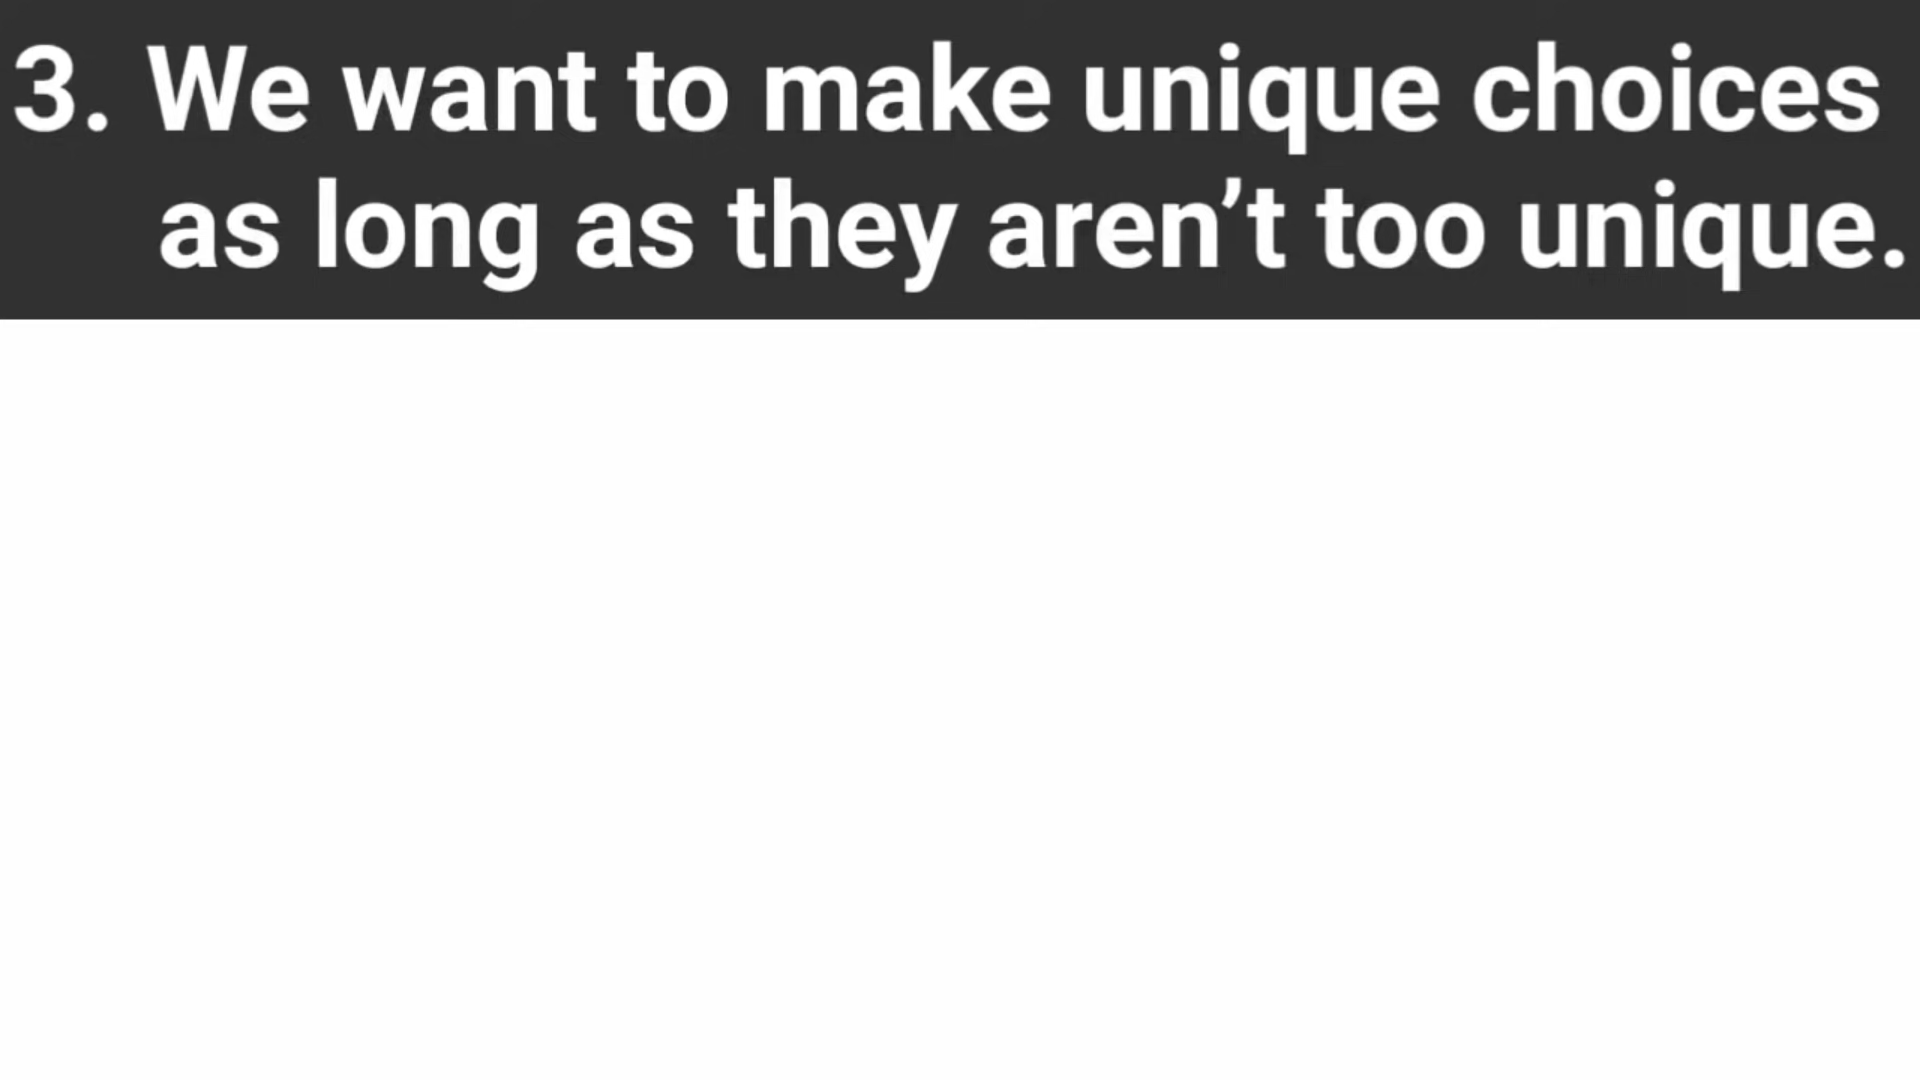 3. We want to make unique choices
as long as they aren’t too unique.